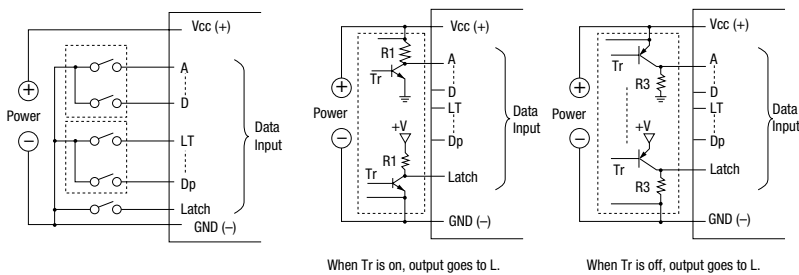 Vcc (+)
A
D
LT
Dp
Latch
GND (–)
Power
Data
Input
Vcc (+)
R1
A
Tr
D
LT
Power
+V
Dp
R1
Tr
Latch
GND (–)
Data
Input
When Tr is on, output goes to L.
Vcc (+)
Tr
A
R3
D
LT
Power
+V
Dp
Tr
Latch
R3
GND (–)
Data
Input
When Tr is off, output goes to L.